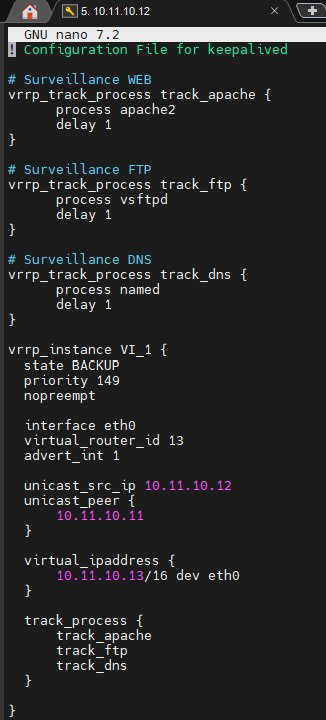 5. 10.11.10.12
GNU nano 7.2
! Configuration File for keepalived

# Surveillance WEB
vrrp_track_process track_apache {
      process apache2
      delay 1
}

# Surveillance FTP
vrrp_track_process track_ftp {
      process vsftpd
      delay 1
}

# Surveillance DNS
vrrp_track_process track_dns {
      process named
      delay 1
}

vrrp_instance VI_1 {
  state BACKUP
  priority 149
  nopreempt

  interface eth0
  virtual_router_id 13
  advert_int 1

  unicast_src_ip 10.11.10.12
  unicast_peer {
      10.11.10.11
  }

  virtual_ipaddress {
      10.11.10.13/16 dev eth0
  }

  track_process {
      track_apache
      track_ftp
      track_dns
  }

}